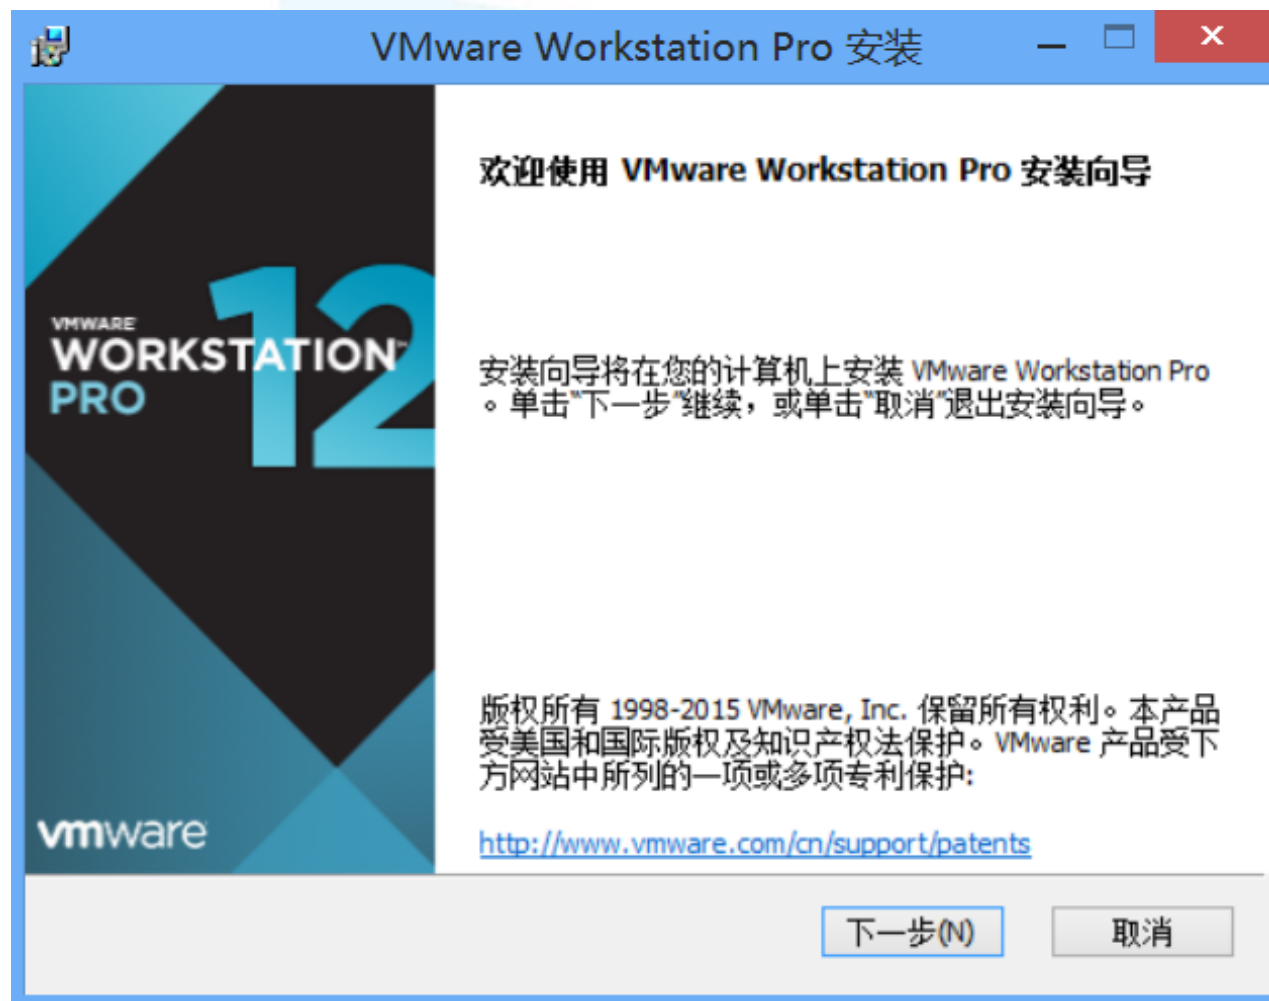 VMware Workstation Pro 安装
欢迎使用 VMware Workstation Pro 安装向导
12
VMWARE
WORKSTATION™
PRO
安装向导将在您的计算机上安装 VMware Workstation Pro
。单击"下一步"继续，或单击"取消"退出安装向导。
版权所有 1998-2015 VMware, Inc. 保留所有权利。本产品
受美国和国际版权及知识产权法保护。VMware 产品受下
方网站中所列的一项或多项专利保护:
http://www.vmware.com/cn/support/patents
vmware
下一步(N)
取消